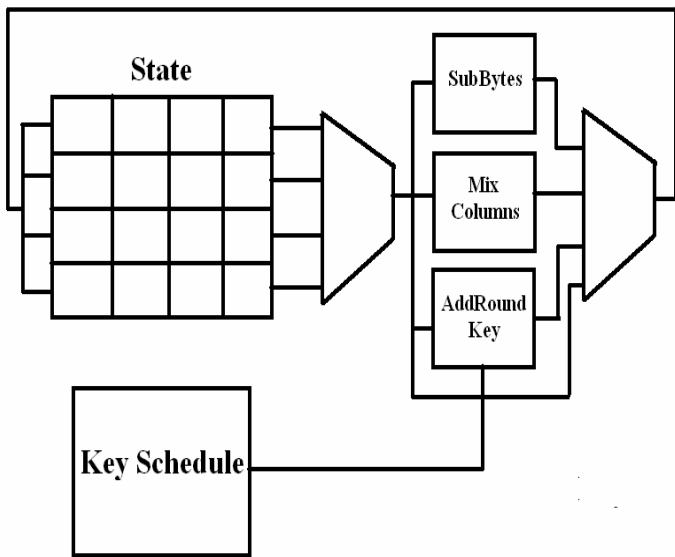 State
SubBytes
Mix
Columns
AddRound
Key
Key Schedule